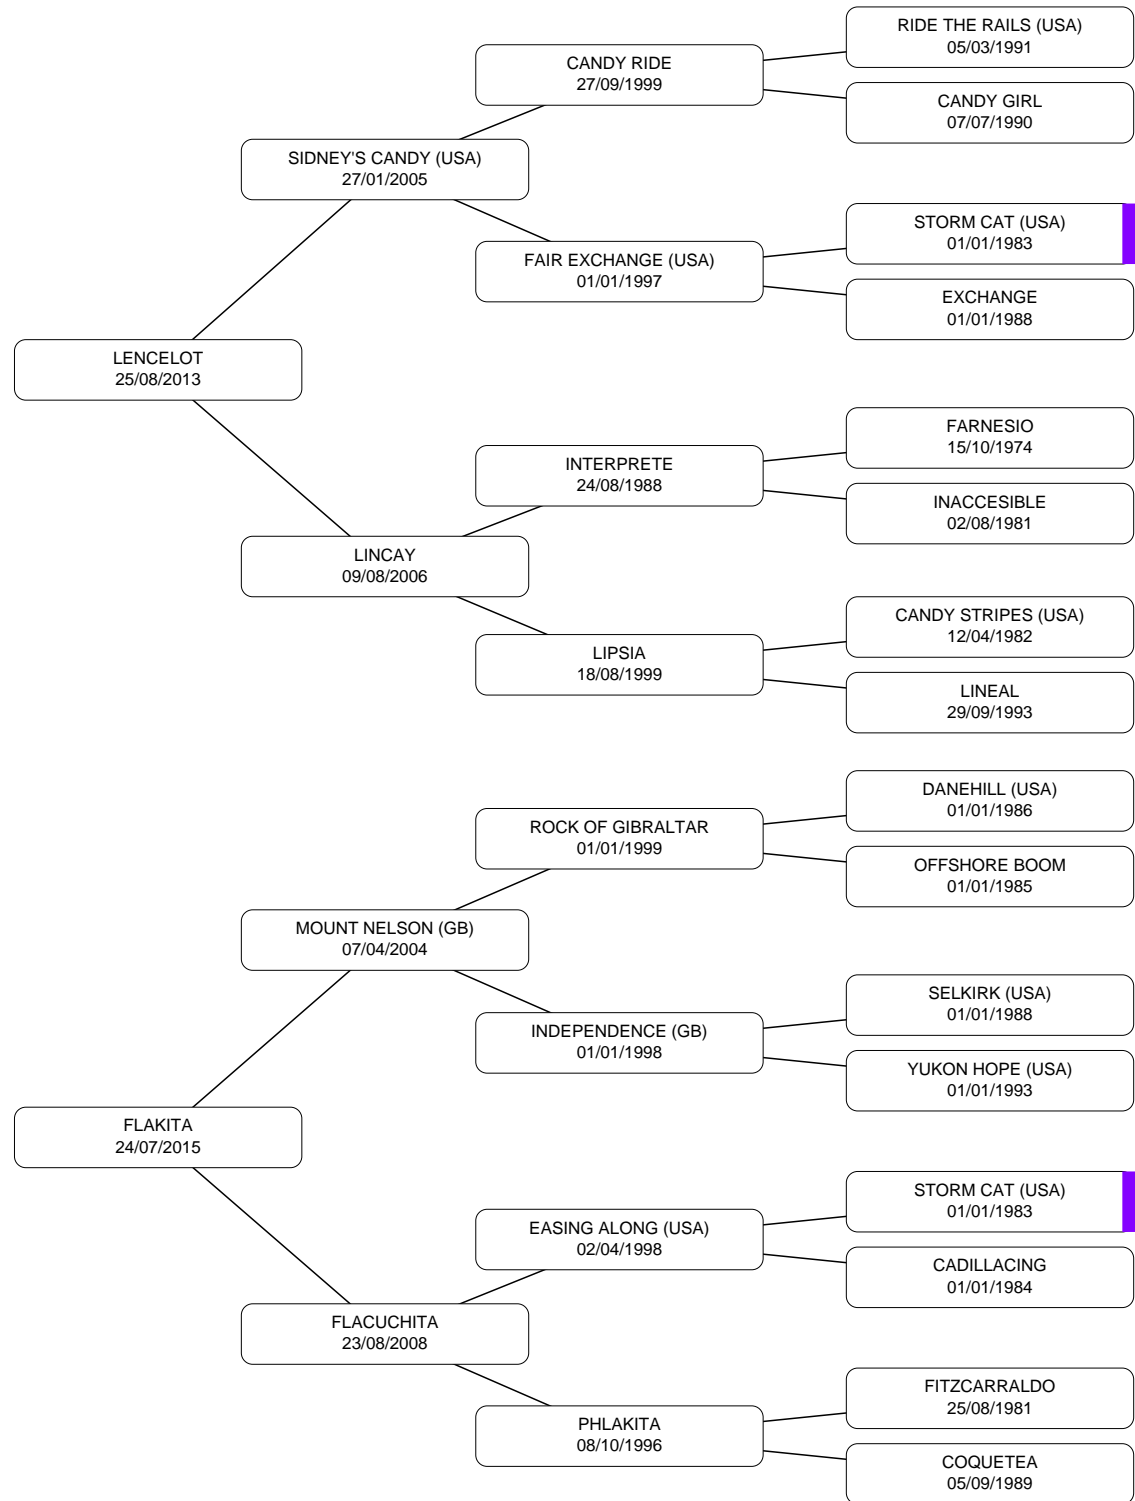 RIDE THE RAILS (USA)
05/03/1991
CANDY RIDE
27/09/1999
CANDY GIRL
07/07/1990
SIDNEY'S CANDY (USA)
27/01/2005
STORM CAT (USA)
01/01/1983
FAIR EXCHANGE (USA)
01/01/1997
EXCHANGE
01/01/1988
LENCELOT
25/08/2013
FARNESIO
15/10/1974
INTERPRETE
24/08/1988
INACCESIBLE
02/08/1981
LINCAY
09/08/2006
CANDY STRIPES (USA)
12/04/1982
LIPSIA
18/08/1999
LINEAL
29/09/1993
DANEHILL (USA)
01/01/1986
ROCK OF GIBRALTAR
01/01/1999
OFFSHORE BOOM
01/01/1985
MOUNT NELSON (GB)
07/04/2004
SELKIRK (USA)
01/01/1988
INDEPENDENCE (GB)
01/01/1998
YUKON HOPE (USA)
01/01/1993
FLAKITA
24/07/2015
STORM CAT (USA)
01/01/1983
EASING ALONG (USA)
02/04/1998
CADILLACING
01/01/1984
FLACUCHITA
23/08/2008
FITZCARRALDO
25/08/1981
PHLAKITA
08/10/1996
COQUETEA
05/09/1989